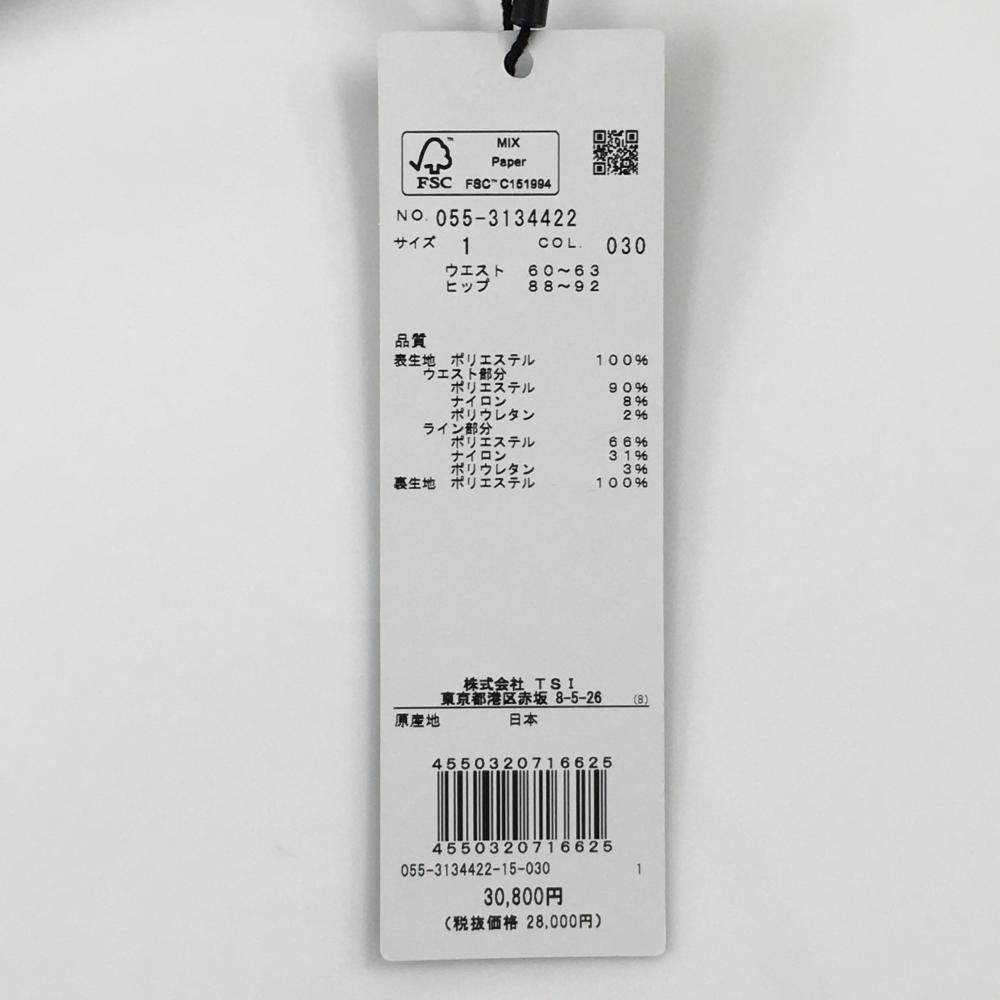 MIX
Paper
FSC™ C151994
FSC™
NO. 055-3134422
サイズ 1 COL. 030
ウエスト 60～63
ヒップ 88～92
品質
表生地 ポリエステル 100%
ウエスト部分
ポリエステル 90%
ナイロン 8%
ポリウレタン 2%
ライン部分
ポリエステル 66%
ナイロン 31%
ポリウレタン 3%
裏生地 ポリエステル 100%
株式会社 TSI
東京都港区赤坂 8-5-26 (B)
原産地 日本
4550320716625
4550320716625
055-3134422-15-030 1
30,800円
(税抜価格 28,000円)